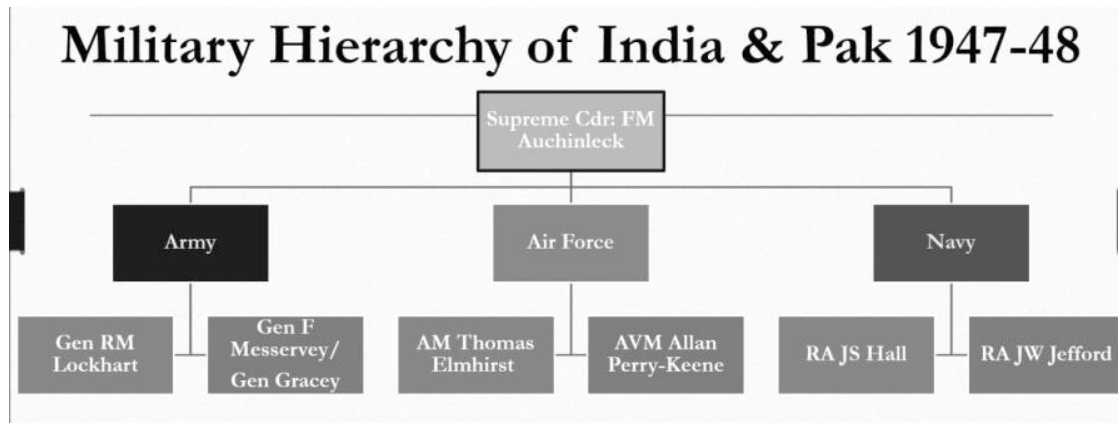 Military Hierarchy of India & Pak 1947-48
Supreme Cdr: FM
Auchinleck
Army
Air Force
Navy
Gen RM
Lockhart
Gen F
Messervey/
Gen Gracey
AM Thomas
Elmhirst
AVM Allan
Perry-Keene
RA JS Hall
RA JW Jefford